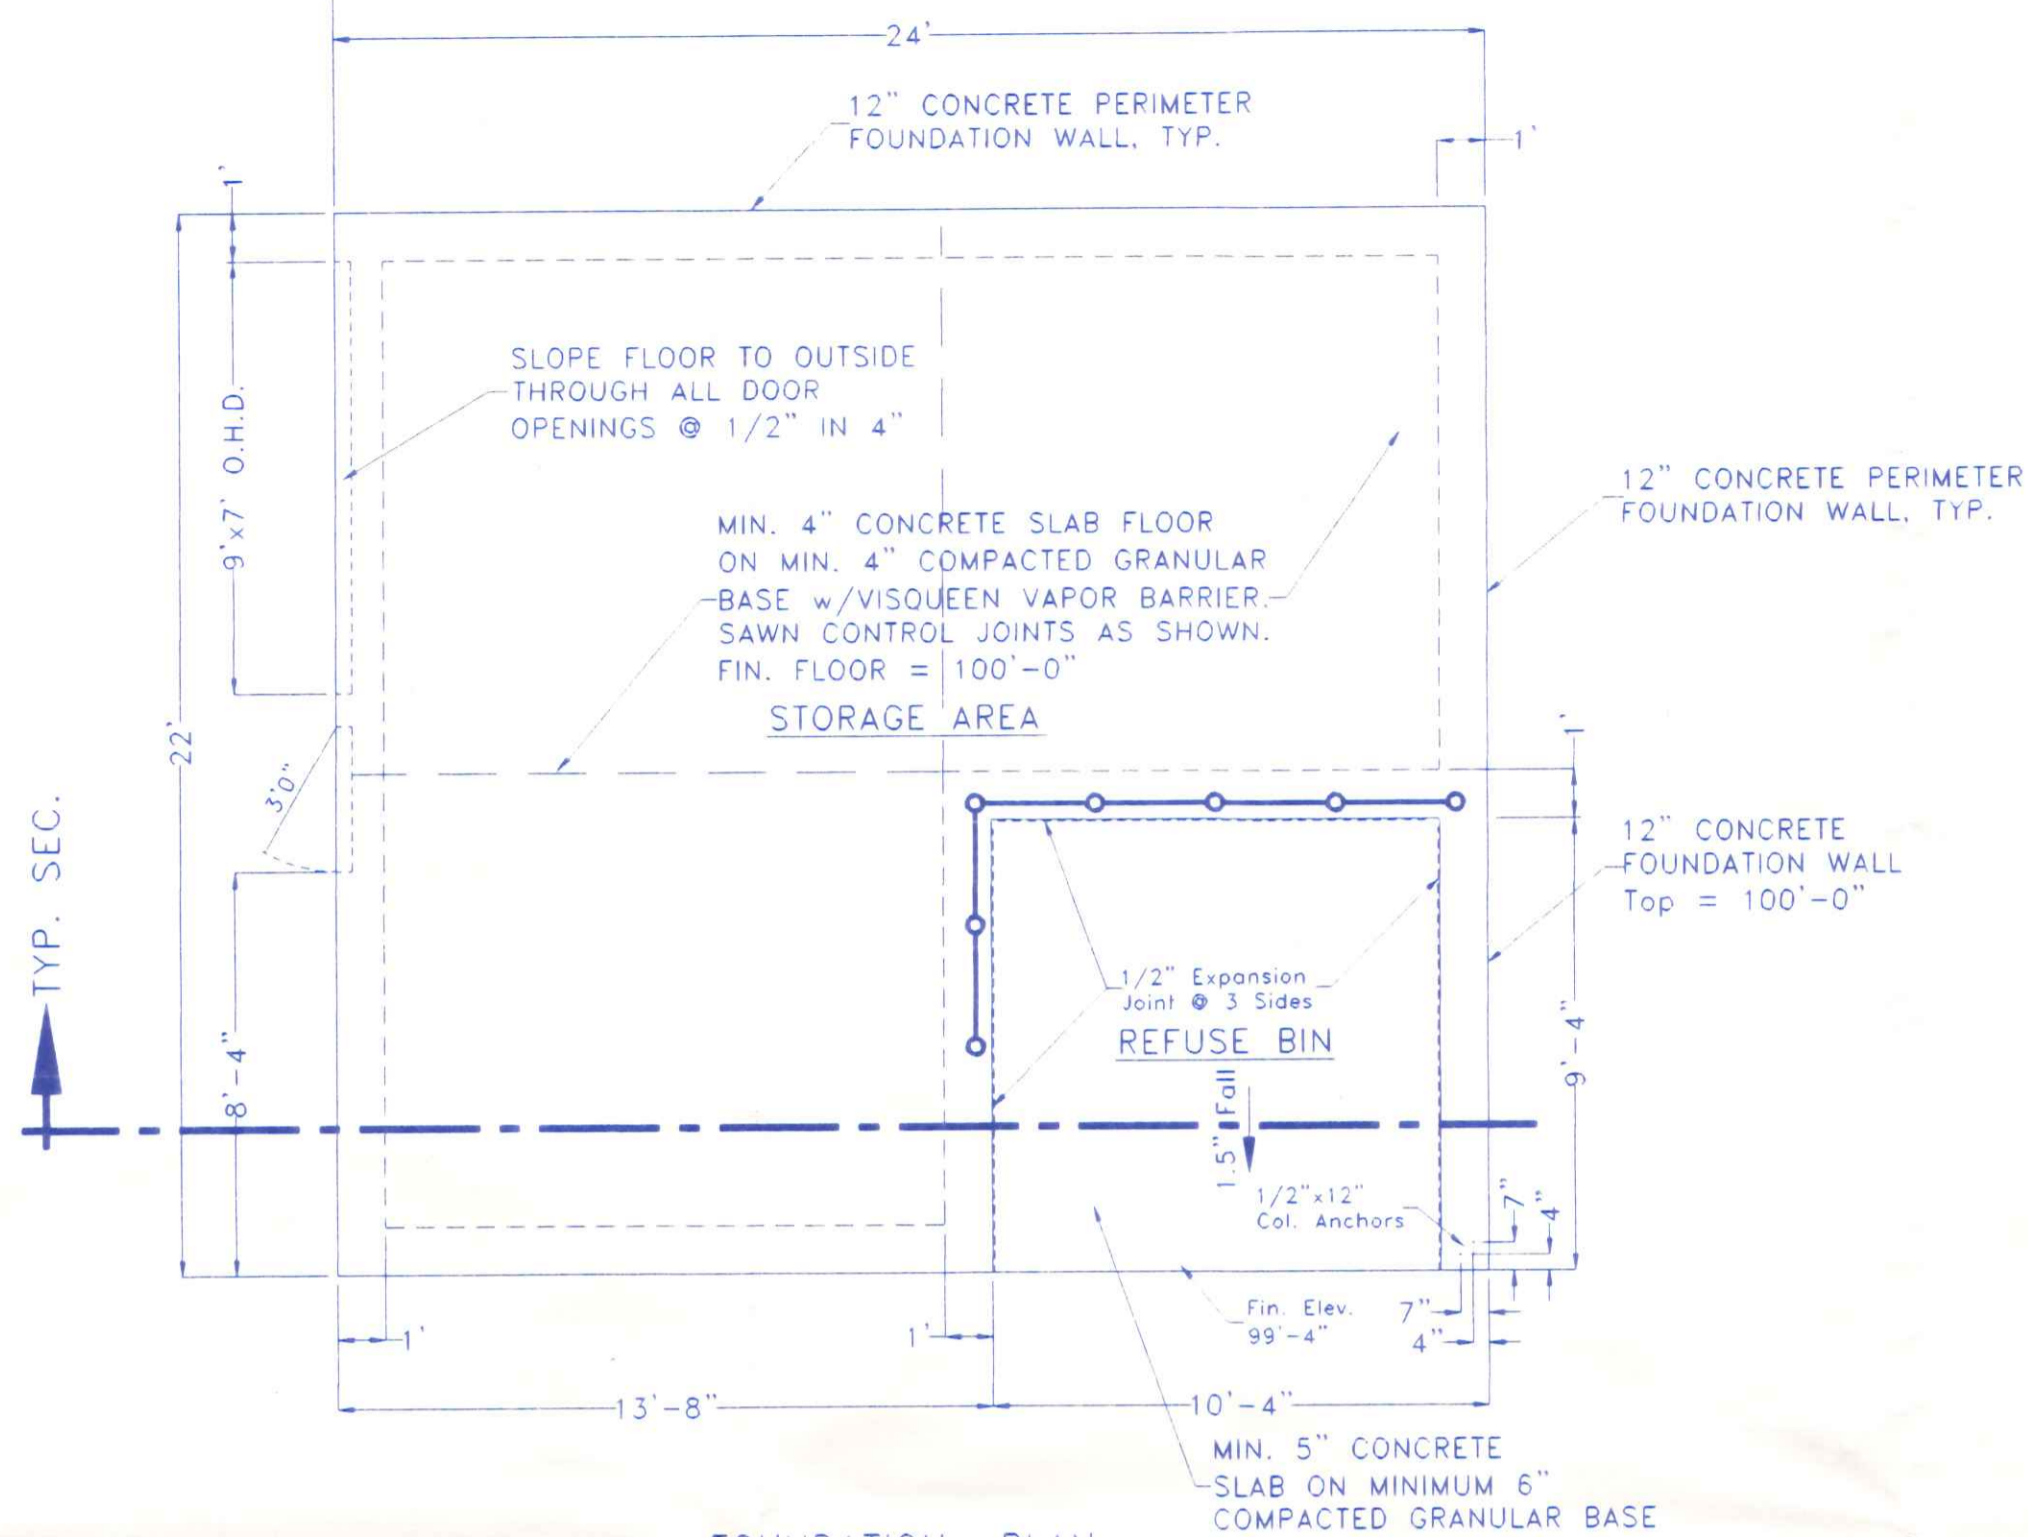 24'
12" CONCRETE PERIMETER
FOUNDATION WALL, TYP.
1'
1'
SLOPE FLOOR TO OUTSIDE
THROUGH ALL DOOR
OPENINGS @ 1/2" IN 4"
9'x7' O.H.D.
12" CONCRETE PERIMETER
FOUNDATION WALL, TYP.
MIN. 4" CONCRETE SLAB FLOOR
ON MIN. 4" COMPACTED GRANULAR
BASE w/VISQUEEN VAPOR BARRIER.
SAWN CONTROL JOINTS AS SHOWN.
FIN. FLOOR = 100'-0"
STORAGE AREA
22'
3'0"
1'
TYP. SEC.
12" CONCRETE
FOUNDATION WALL
Top = 100'-0"
1/2" Expansion
Joint @ 3 Sides
REFUSE BIN
8'-4"
9'-4"
1.5" Fall
1/2"x12"
Col. Anchors
7"
4"
Fin. Elev.
99'-4"
7"
4"
1'
1'
13'-8"
10'-4"
MIN. 5" CONCRETE
SLAB ON MINIMUM 6"
COMPACTED GRANULAR BASE
FOUNDATION PLAN